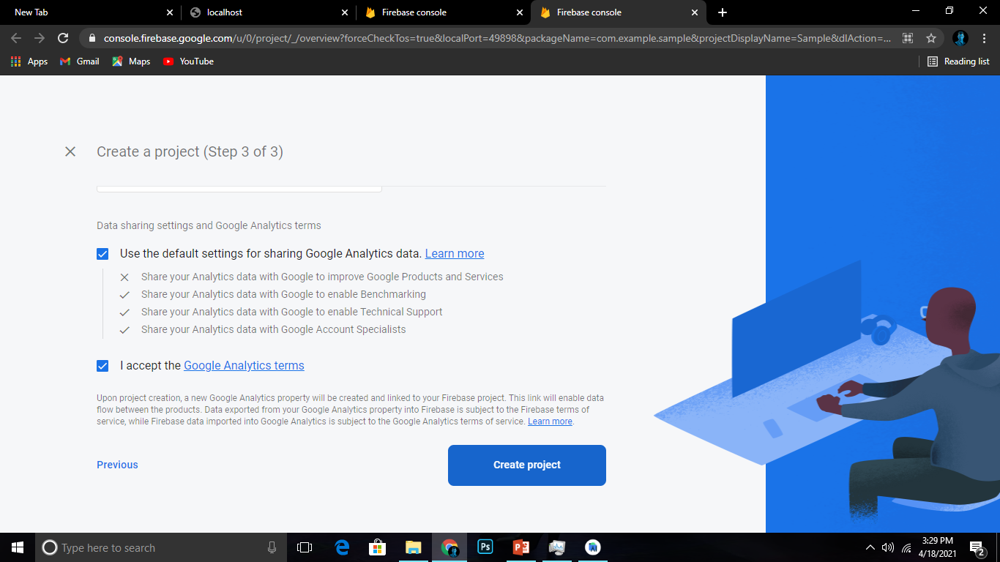 New Tab
localhost
Firebase console
Firebase console
console.firebase.google.com/u/0/project/_/overview?forceCheckTos=true&localPort=49898&packageName=com.example.sample&projectDisplayName=Sample&dlAction=...
Apps
Gmail
Maps
YouTube
Reading list
Create a project (Step 3 of 3)
Data sharing settings and Google Analytics terms
Use the default settings for sharing Google Analytics data. Learn more
Share your Analytics data with Google to improve Google Products and Services
Share your Analytics data with Google to enable Benchmarking
Share your Analytics data with Google to enable Technical Support
Share your Analytics data with Google Account Specialists
I accept the Google Analytics terms
Upon project creation, a new Google Analytics property will be created and linked to your Firebase project. This link will enable data
flow between the products. Data exported from your Google Analytics property into Firebase is subject to the Firebase terms of
service, while Firebase data imported into Google Analytics is subject to the Google Analytics terms of service. Learn more.
Previous
Create project
Type here to search
Ps
3:29 PM
4/18/2021
2